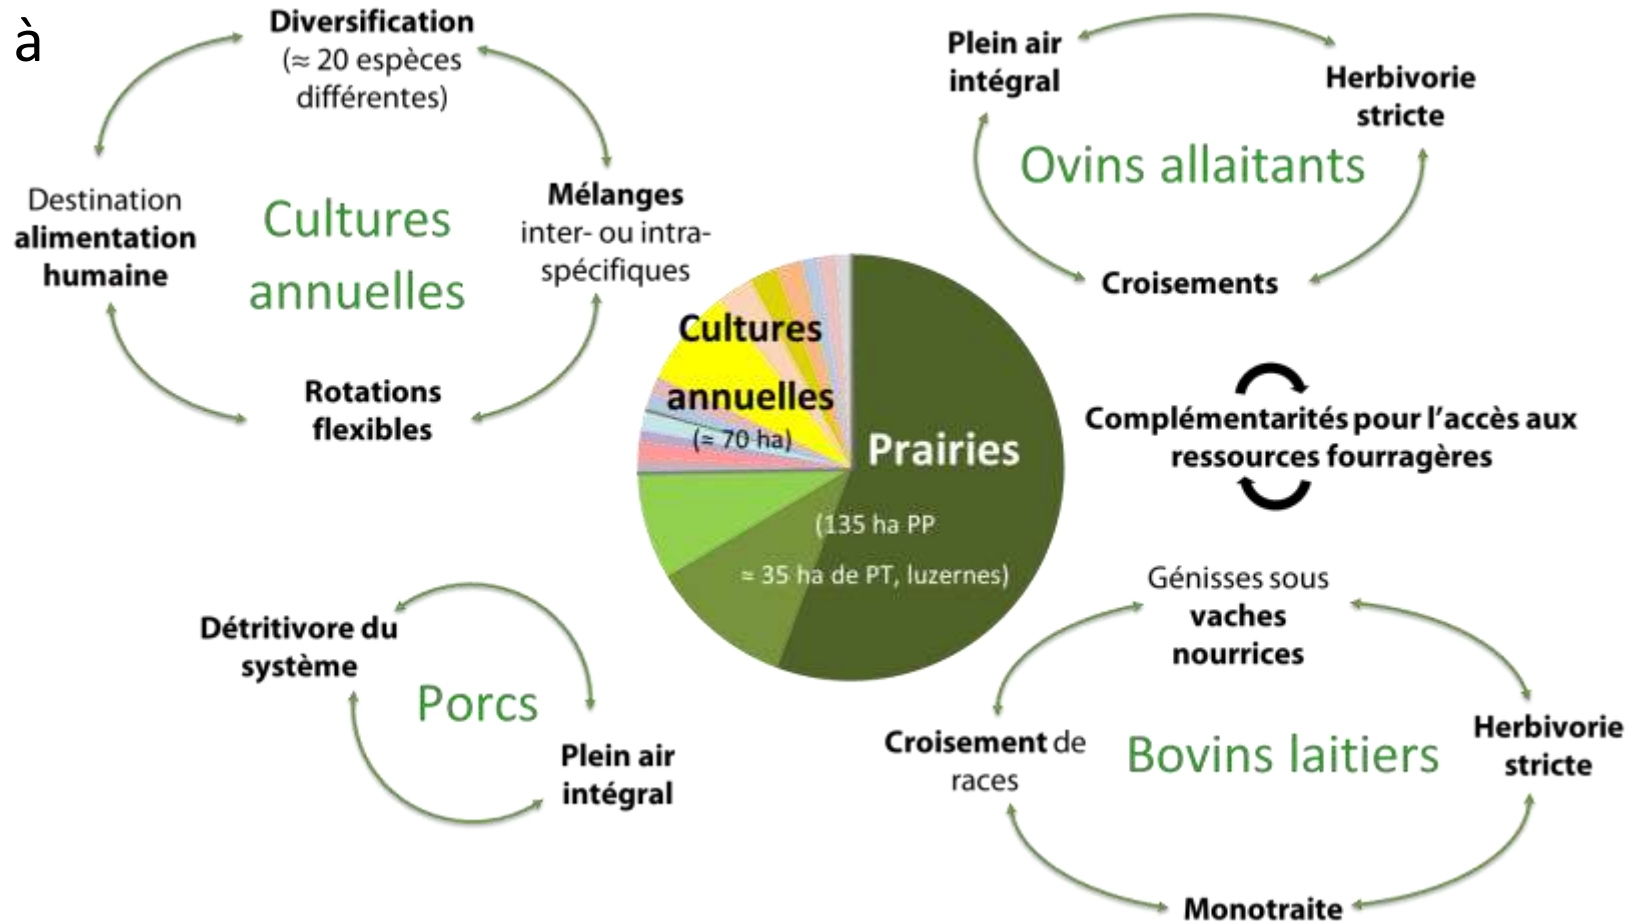 à
Diversification
(≈ 20 espèces
différentes)
Destination
alimentation
humaine
Cultures
annuelles
Mélanges
inter- ou intra-
spécifiques
Rotations
flexibles
Plein air
intégral
Herbivorie
stricte
Ovins allaitants
Croisements
Cultures
annuelles
(≈ 70 ha)
Prairies
(135 ha PP
≈ 35 ha de PT, luzernes)
Complémentarités pour l’accès aux
ressources fourragères
Détritivore du
système
Porcs
Plein air
intégral
Génisses sous
vaches
nourrices
Croisement de
races
Bovins laitiers
Herbivorie
stricte
Monotraite